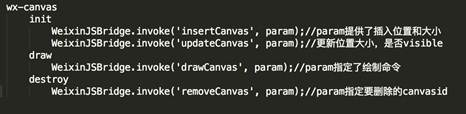 wx-canvas
init
WeixinJSBridge.invoke('insertCanvas', param);//param提供了插入位置和大小
WeixinJSBridge.invoke('updateCanvas', param);//更新位置大小，是否visible
draw
WeixinJSBridge.invoke('drawCanvas', param);//param指定了绘制命令
destroy
WeixinJSBridge.invoke('removeCanvas', param);//param指定要删除的canvasid